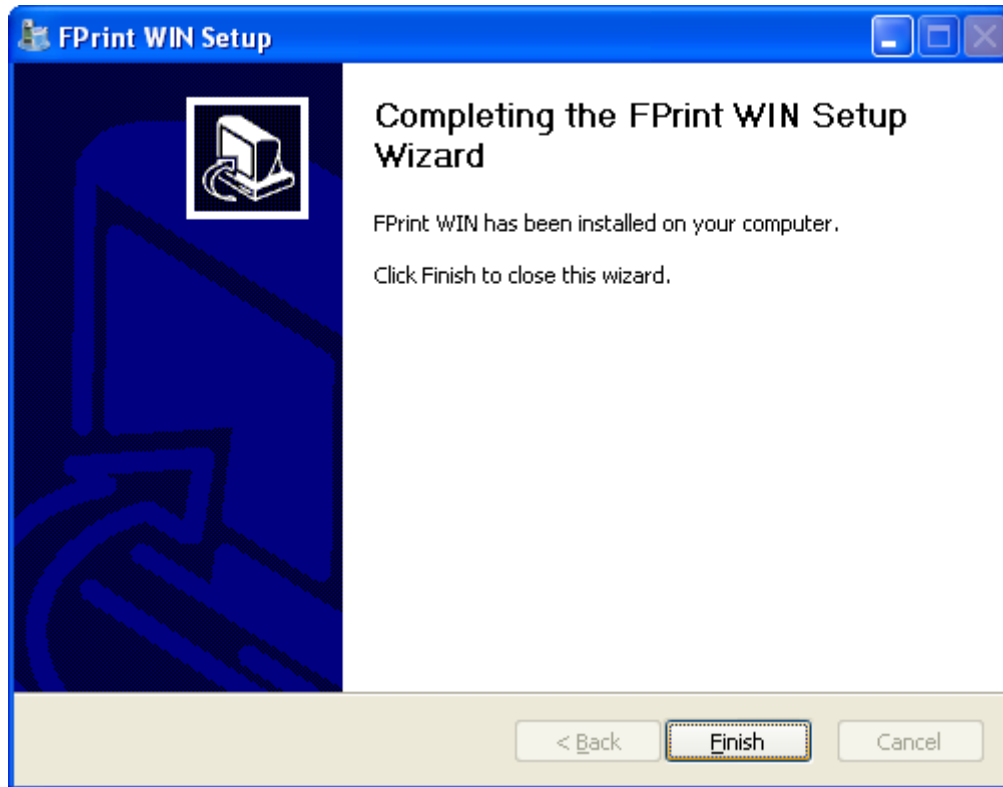 FPrint WIN Setup
Completing the FPrint WIN Setup
Wizard
FPrint WIN has been installed on your computer.
Click Finish to close this wizard.
< Back
Finish
Cancel